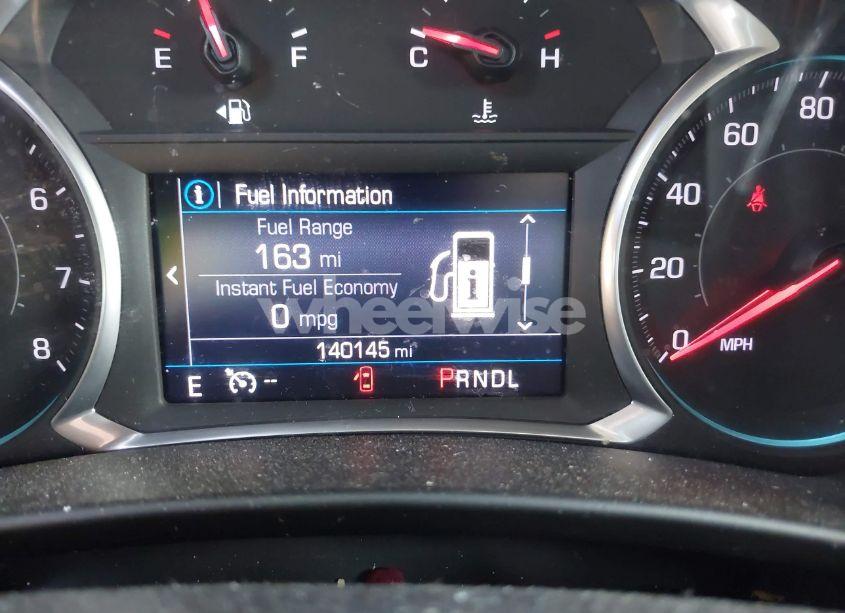 E F
C H
6
7
8
Fuel Information
Fuel Range
163 mi
Instant Fuel Economy
0 mpg
wheelwise
140145 mi
E -- PRNDL
80
60
40
20
0
MPH